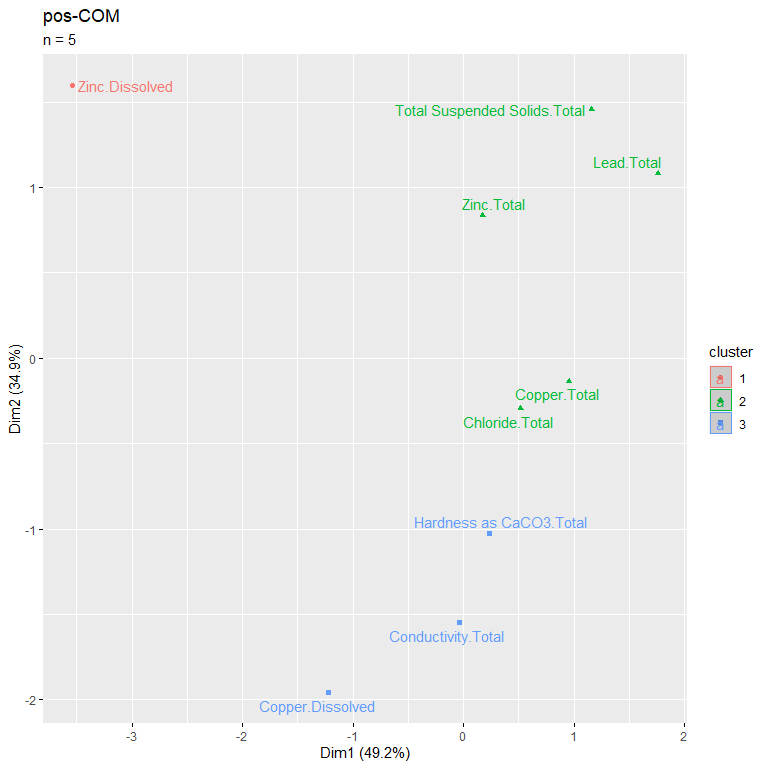 pos-COM
n = 5
Zinc.Dissolved
Total Suspended Solids.Total
Lead.Total
Zinc.Total
Copper.Total
Chloride.Total
Hardness as CaCO3.Total
Conductivity.Total
Copper.Dissolved
1
0
-1
-2
Dim2 (34.9%)
-3
-2
-1
0
1
2
Dim1 (49.2%)
cluster
a 1
a 2
a 3